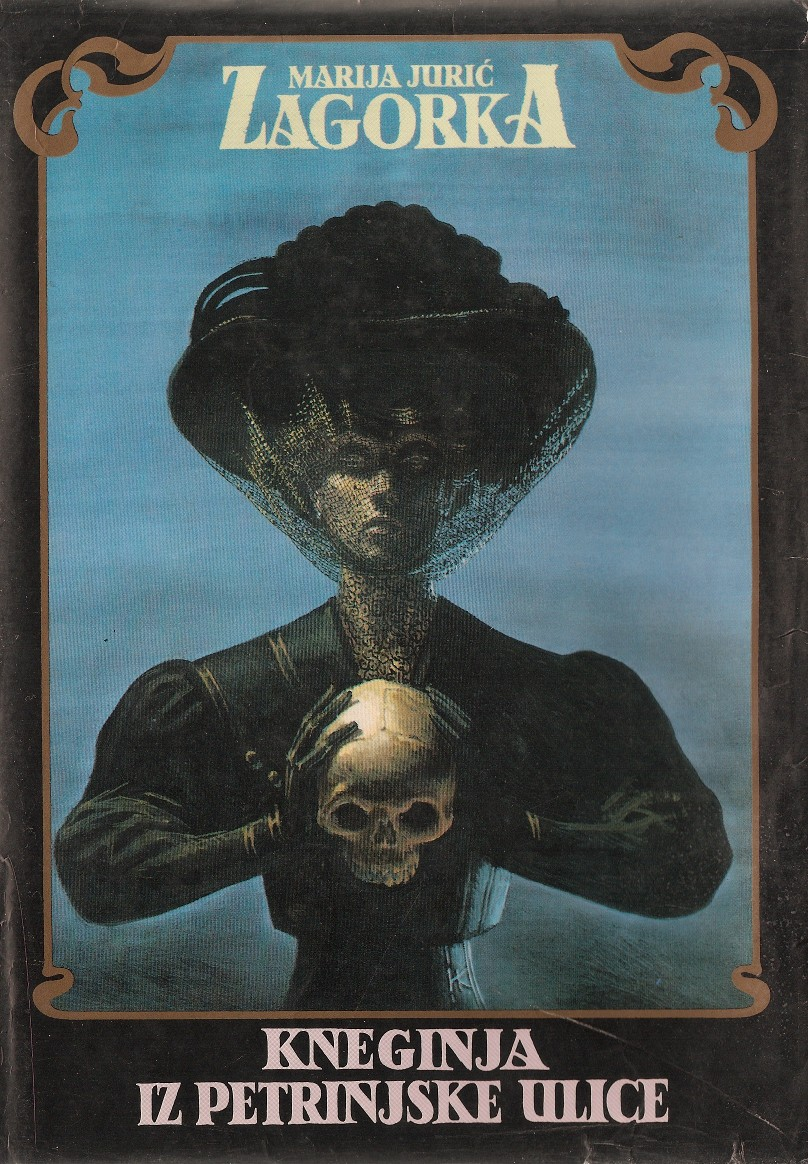 MARIJA JURIĆ
ZAGORKA
KNEGINJA
IZ PETRINJSKE ULICE